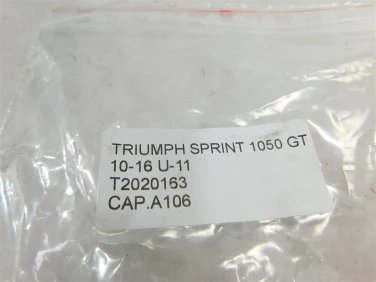 TRIUMPH SPRINT 1050 GT
10-16 U-11
T2020163
CAP.A106